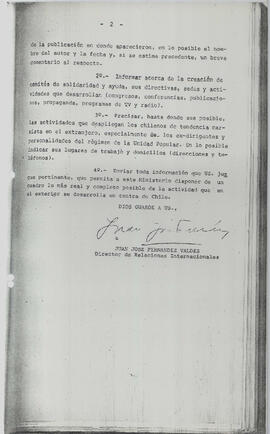 - 2 -
de la publicación en donde aparecieron, en lo posible el nom-
bre del autor y la fecha y, si se estima procedente, un breve
comentario al respecto.
2º.- Informar acerca de la creación de
comités de solidaridad y ayuda, sus directivas, sedes y acti-
vidades que desarrollan (congresos, conferencias, publicacio-
nes, propaganda, programas de TV y radio).
3º.- Precisar, hasta donde sea posible,
las actividades que despliegan los chilenos de tendencia mar-
xista en el extranjero, especialmente de los ex-dirigentes y
personalidades del régimen de la Unidad Popular. En lo posible
indicar sus lugares de trabajo y domicilios (direcciones y te-
léfonos).
4º.- Enviar toda información que US. juz
gue pertinente, que permita a este Ministerio disponer de un
cuadro lo más real y completo posible de la actividad que en
el exterior se desarrolla en contra de Chile.
DIOS GUARDE A US.,
JUAN JOSE FERNANDEZ VALDES
Director de Relaciones Internacionales